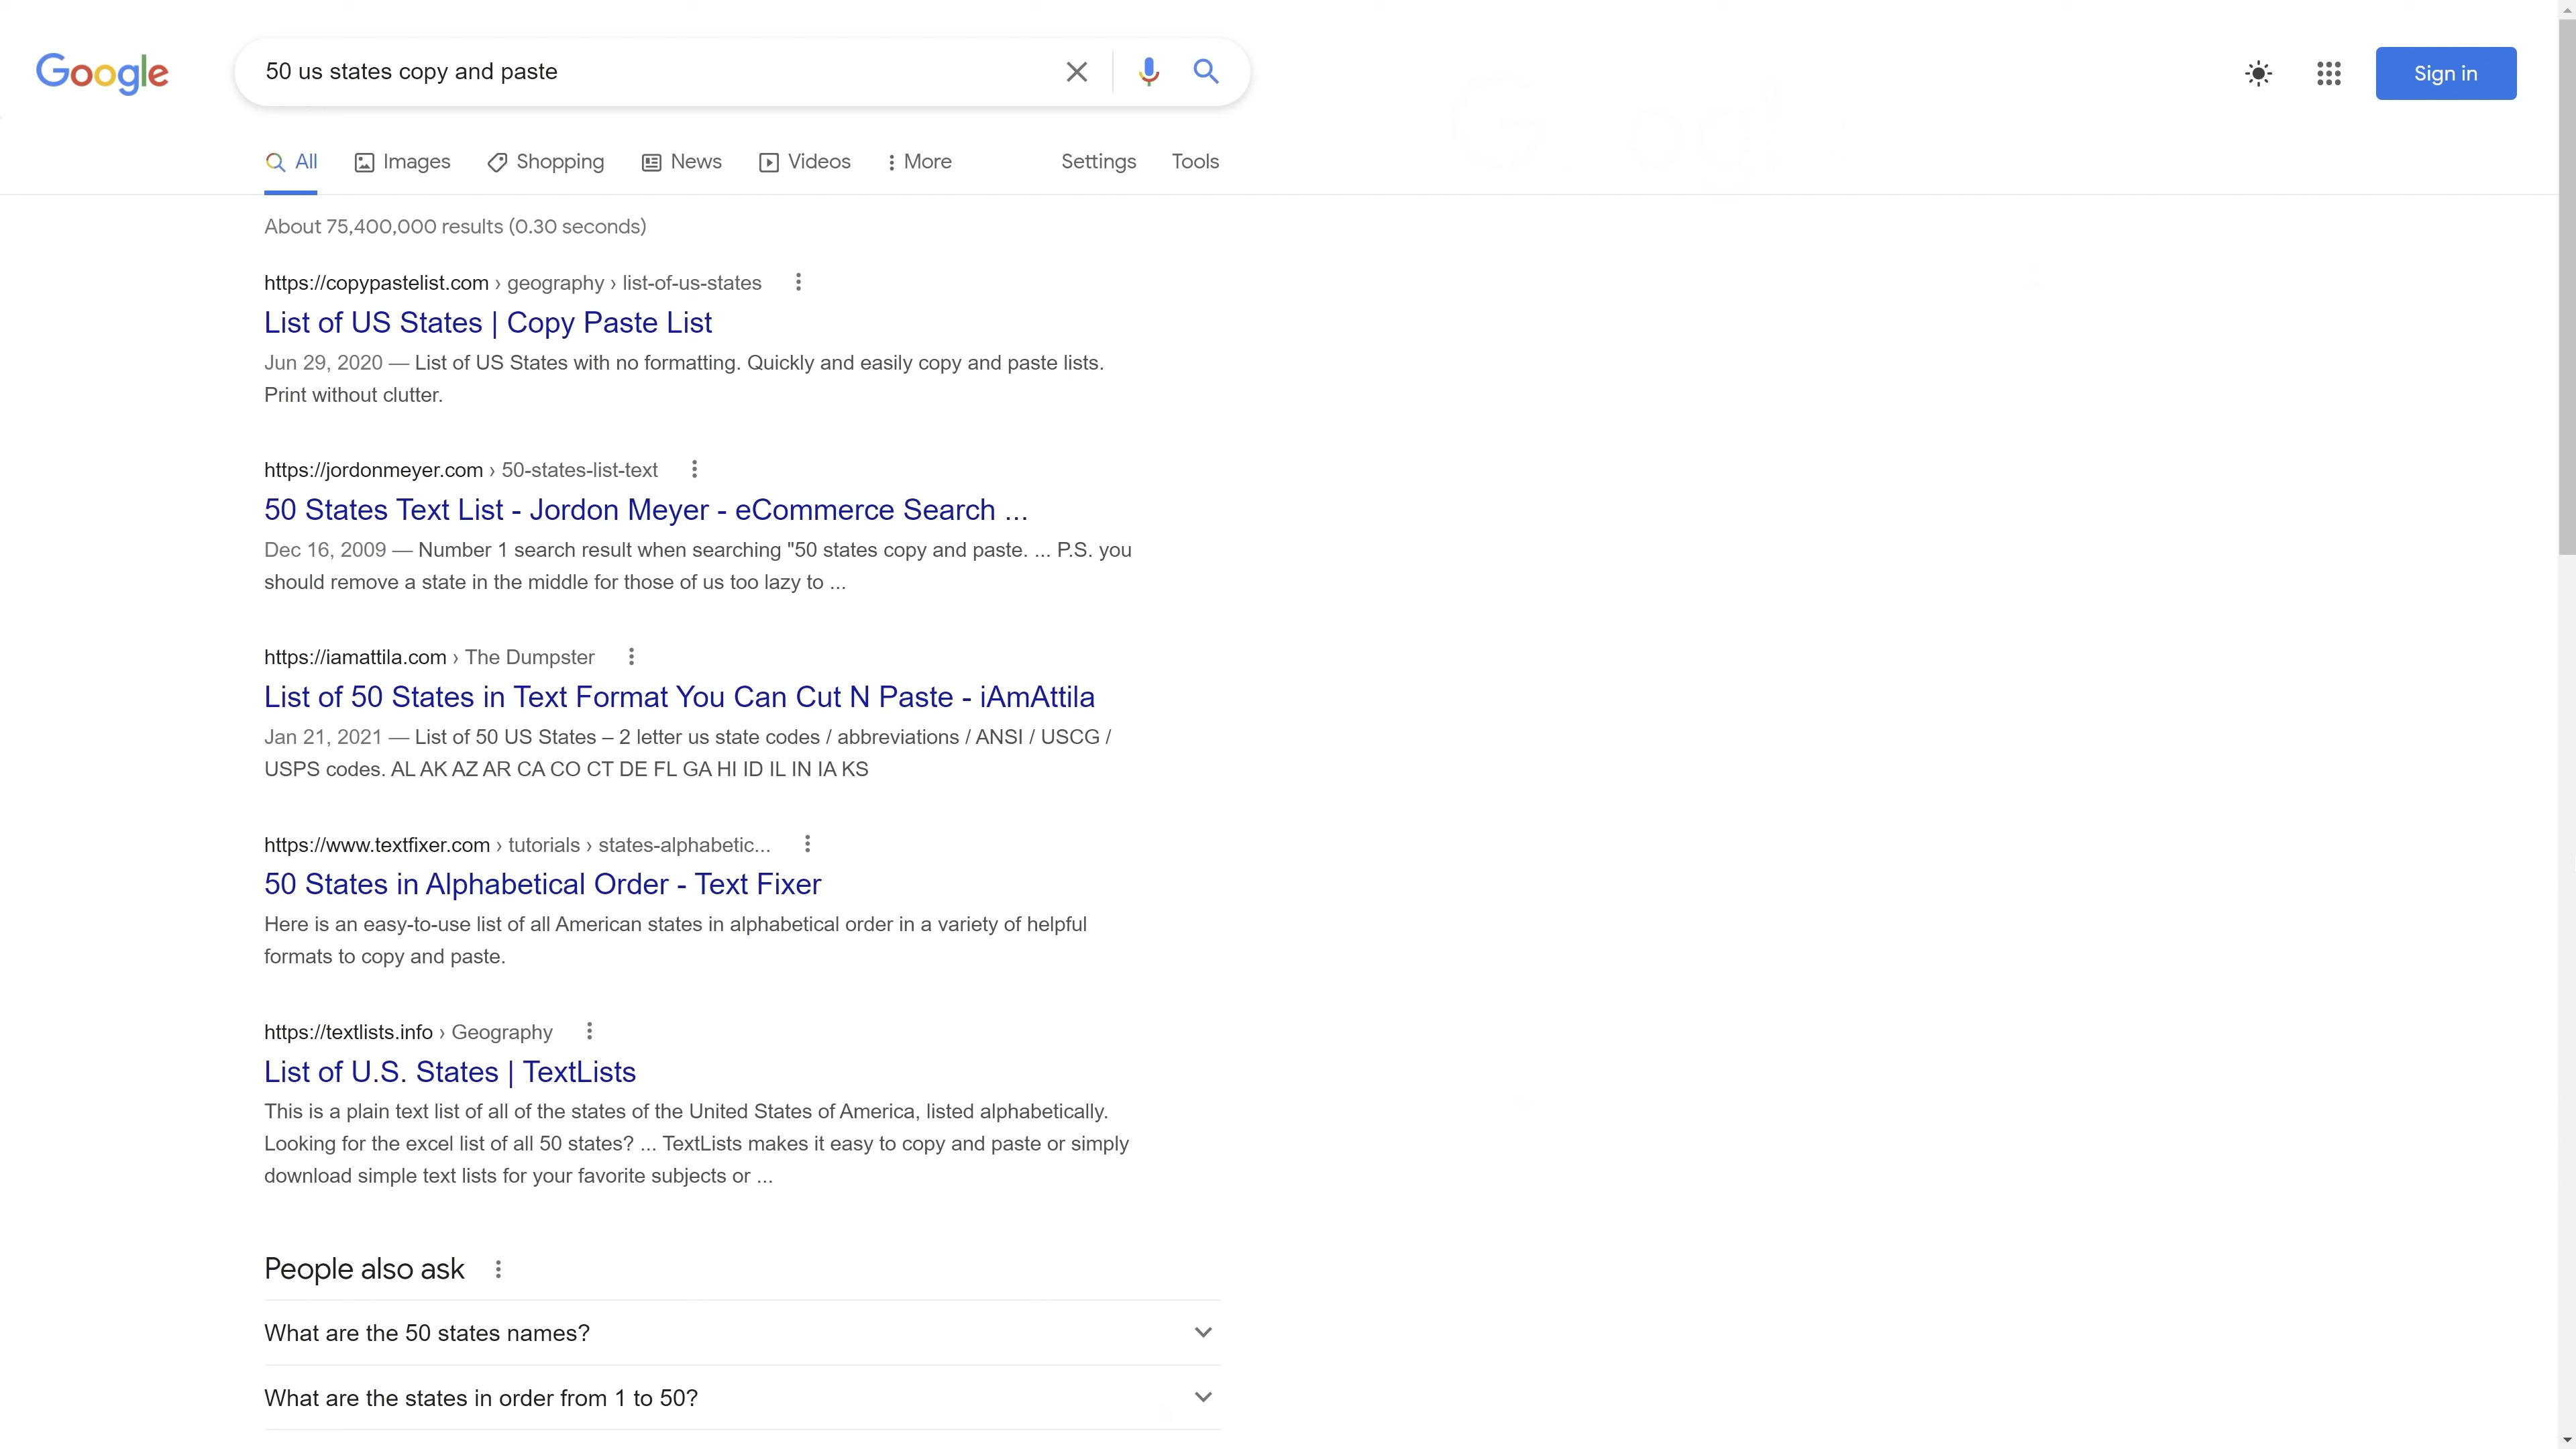 Google
50 us states copy and paste
Sign in
All Images Shopping News Videos More Settings Tools
About 75,400,000 results (0.30 seconds)
https://copypastelist.com › geography › list-of-us-states
List of US States | Copy Paste List
Jun 29, 2020 — List of US States with no formatting. Quickly and easily copy and paste lists.
Print without clutter.
https://jordonmeyer.com › 50-states-list-text
50 States Text List - Jordon Meyer - eCommerce Search ...
Dec 16, 2009 — Number 1 search result when searching "50 states copy and paste. ... P.S. you
should remove a state in the middle for those of us too lazy to ...
https://iamattila.com › The Dumpster
List of 50 States in Text Format You Can Cut N Paste - iAmAttila
Jan 21, 2021 — List of 50 US States – 2 letter us state codes / abbreviations / ANSI / USCG /
USPS codes. AL AK AZ AR CA CO CT DE FL GA HI ID IL IN IA KS
https://www.textfixer.com › tutorials › states-alphabetic...
50 States in Alphabetical Order - Text Fixer
Here is an easy-to-use list of all American states in alphabetical order in a variety of helpful
formats to copy and paste.
https://textlists.info › Geography
List of U.S. States | TextLists
This is a plain text list of all of the states of the United States of America, listed alphabetically.
Looking for the excel list of all 50 states? ... TextLists makes it easy to copy and paste or simply
download simple text lists for your favorite subjects or ...
People also ask
What are the 50 states names?
What are the states in order from 1 to 50?